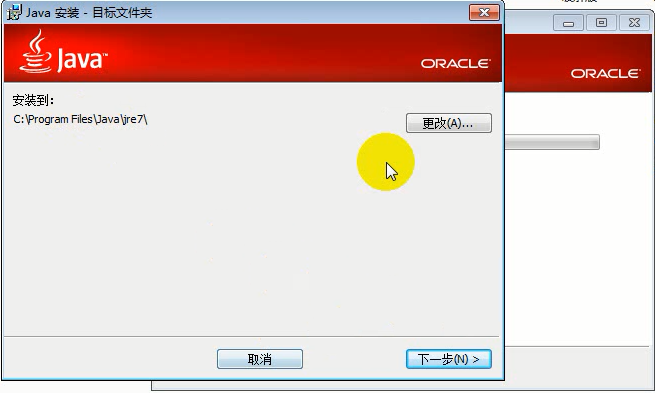 Java 安装 - 目标文件夹
Java™
ORACLE
ORACLE
安装到：
C:\Program Files\Java\jre7\
更改(A)...
取消
下一步(N) >